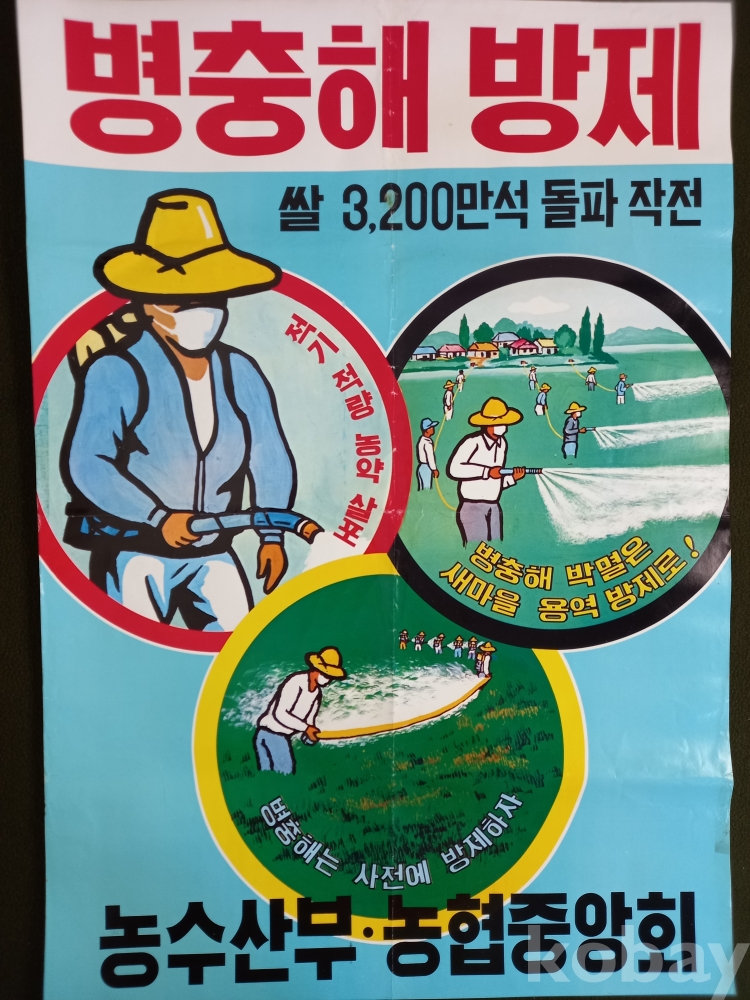 병충해 방제
쌀 3,200만석 돌파 작전
적기 적량 농약 살포
병충해 박멸은
새마을 용역 방제로!
병충해는 사전에 방제하자
농수산부·농협중앙회
kobay